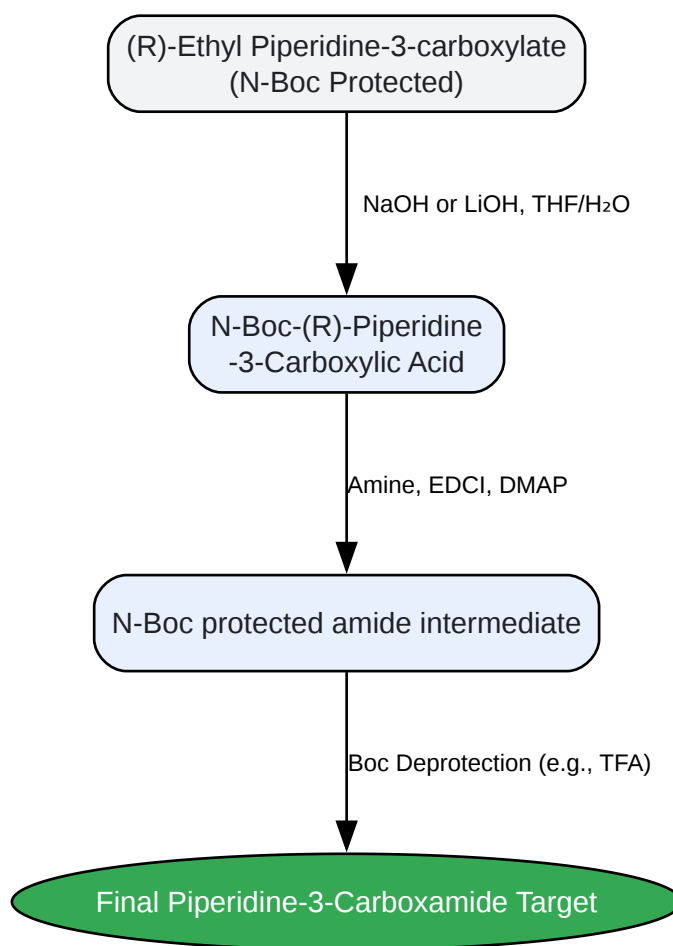 (R)-Ethyl Piperidine-3-carboxylate
(N-Boc Protected)
NaOH or LiOH, THF/H₂O
N-Boc-(R)-Piperidine
-3-Carboxylic Acid
Amine, EDCI, DMAP
N-Boc protected amide intermediate
Boc Deprotection (e.g., TFA)
Final Piperidine-3-Carboxamide Target